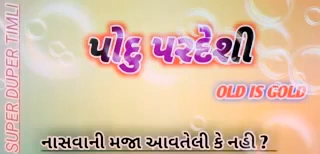 SUPER DUPER TIMLI
પોદુ પરદેશી
OLD IS GOLD
નાસવાની મજા આવતેલી કે નહી ?